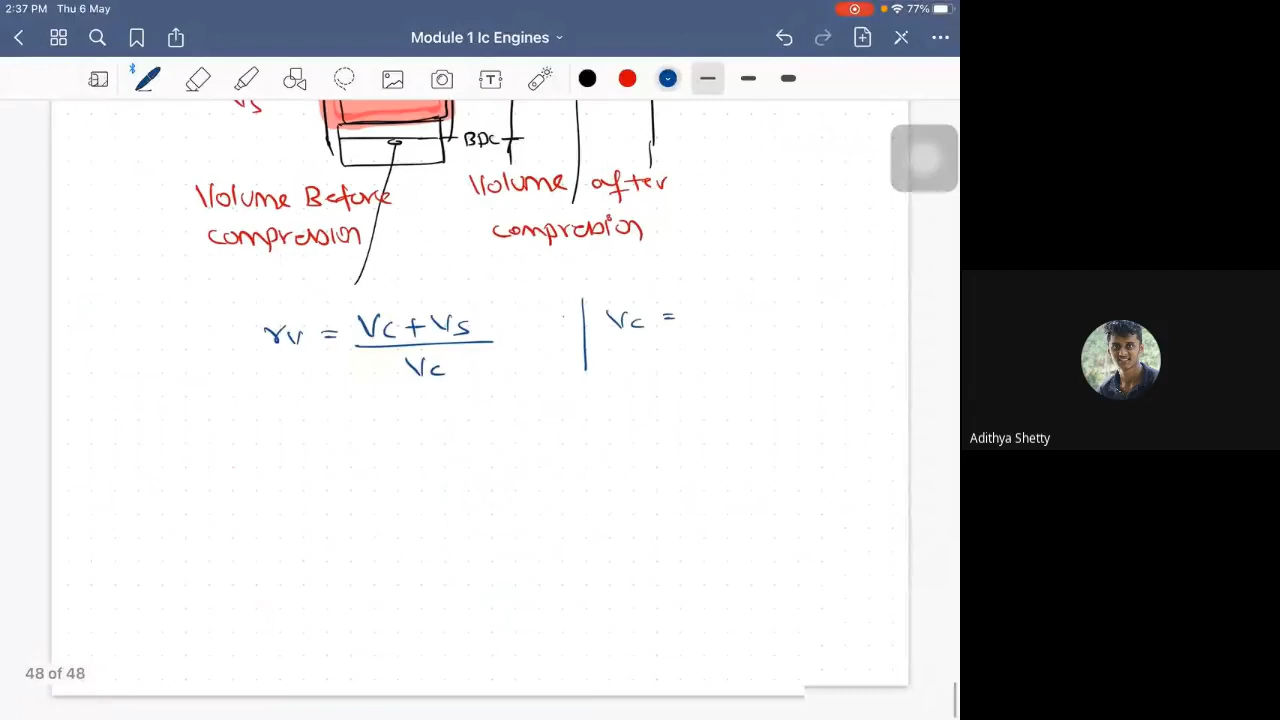 2:37 PM Thu 6 May
77%
Module 1 Ic Engines
Vs
BDC
Volume Before
compression
Volume after
compression
rv = Vc + Vs
Vc
Vc =
Adithya Shetty
48 of 48